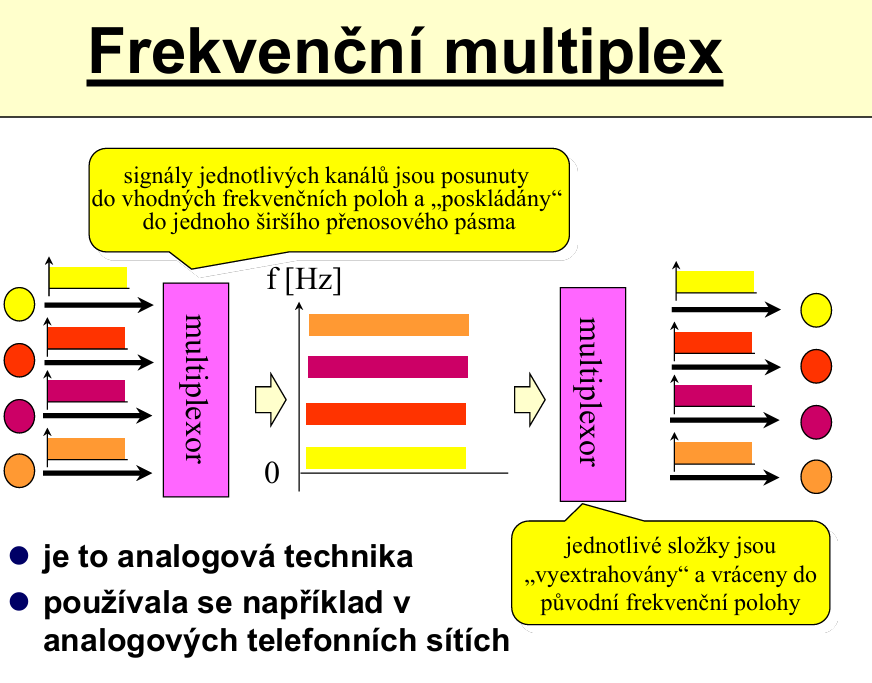 Frekvenční multiplex
signály jednotlivých kanálů jsou posunuty
do vhodných frekvenčních poloh a „poskládány“
do jednoho širšího přenosového pásma
f [Hz]
multiplexor
0
multiplexor
jednotlivé složky jsou
„vyextrahovány“ a vráceny do
původní frekvenční polohy
je to analogová technika
používala se například v
analogových telefonních sítích